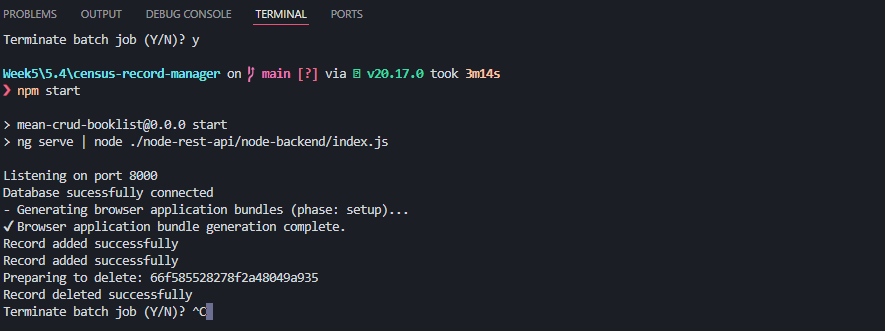 PROBLEMS OUTPUT DEBUG CONSOLE TERMINAL PORTS
Terminate batch job (Y/N)? y
Week5\5.4\census-record-manager on main [?] via v20.17.0 took 3m14s
❯ npm start
> mean-crud-booklist@0.0.0 start
> ng serve | node ./node-rest-api/node-backend/index.js
Listening on port 8000
Database sucessfully connected
- Generating browser application bundles (phase: setup)...
✓ Browser application bundle generation complete.
Record added successfully
Record added successfully
Preparing to delete: 66f585528278f2a48049a935
Record deleted successfully
Terminate batch job (Y/N)? ^C